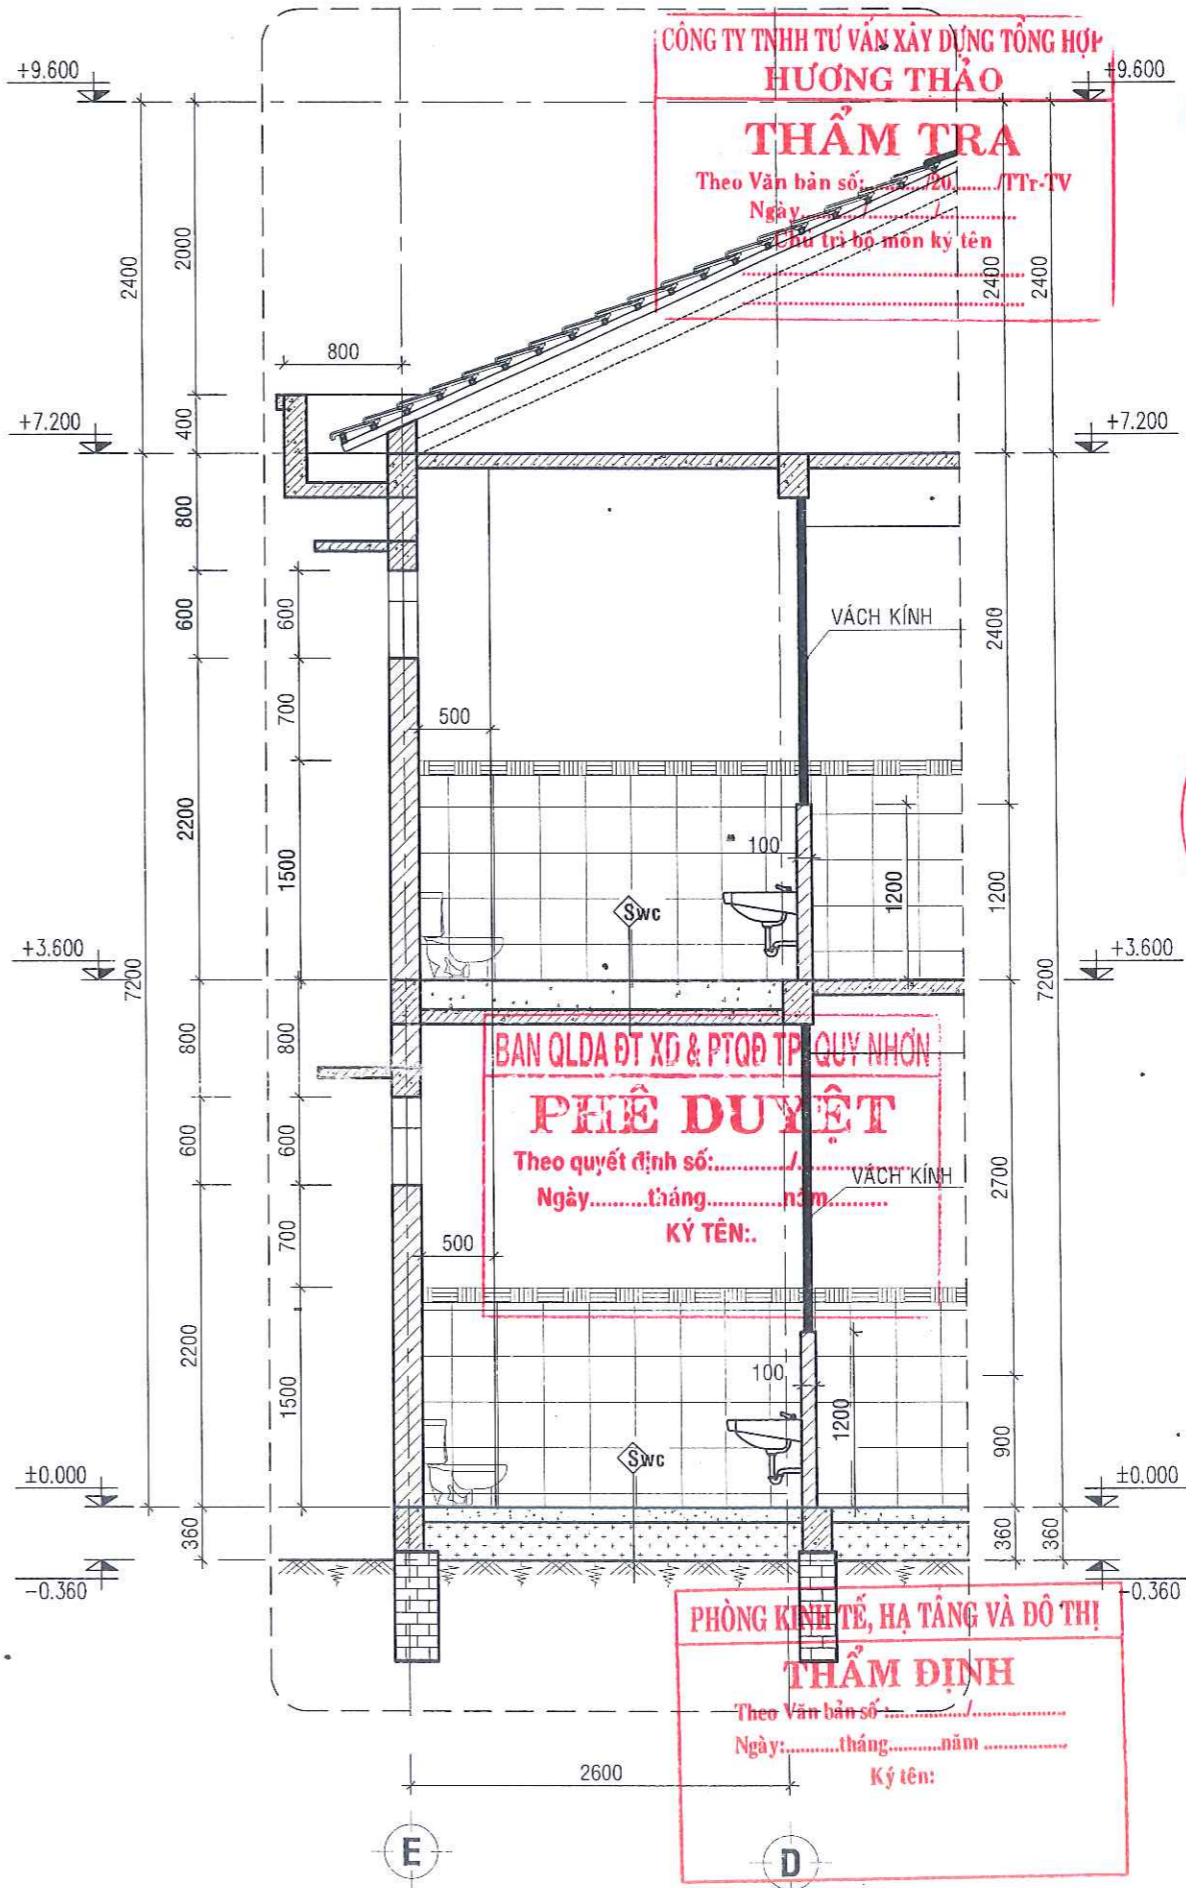 CÔNG TY TNHH TƯ VẤN XÂY DỰNG TỔNG HỢP
HƯƠNG THẢO
THẨM TRA
Theo Văn bản số:........./20......../TTr-TV
Ngày........./........./............
Chủ trì bộ môn ký tên
+9.600
+9.600
2400
2000
2400
2400
800
+7.200
400
+7.200
800
600
600
VÁCH KÍNH
2400
700
500
2200
1500
100
1200
1200
Swc
+3.600
+3.600
7200
7200
800
800
BAN QLDA ĐT XD & PTQĐ TP QUY NHƠN
PHÊ DUYỆT
Theo quyết định số:............/............
Ngày.........tháng...........năm..........
KÝ TÊN:.
600
600
VÁCH KÍNH
2700
700
500
2200
1500
100
1200
900
Swc
±0.000
±0.000
360
360
360
-0.360
-0.360
PHÒNG KINH TẾ, HẠ TẦNG VÀ ĐÔ THỊ
THẨM ĐỊNH
Theo Văn bản số:............./...............
Ngày:.........tháng.........năm..............
Ký tên:
2600
E
D